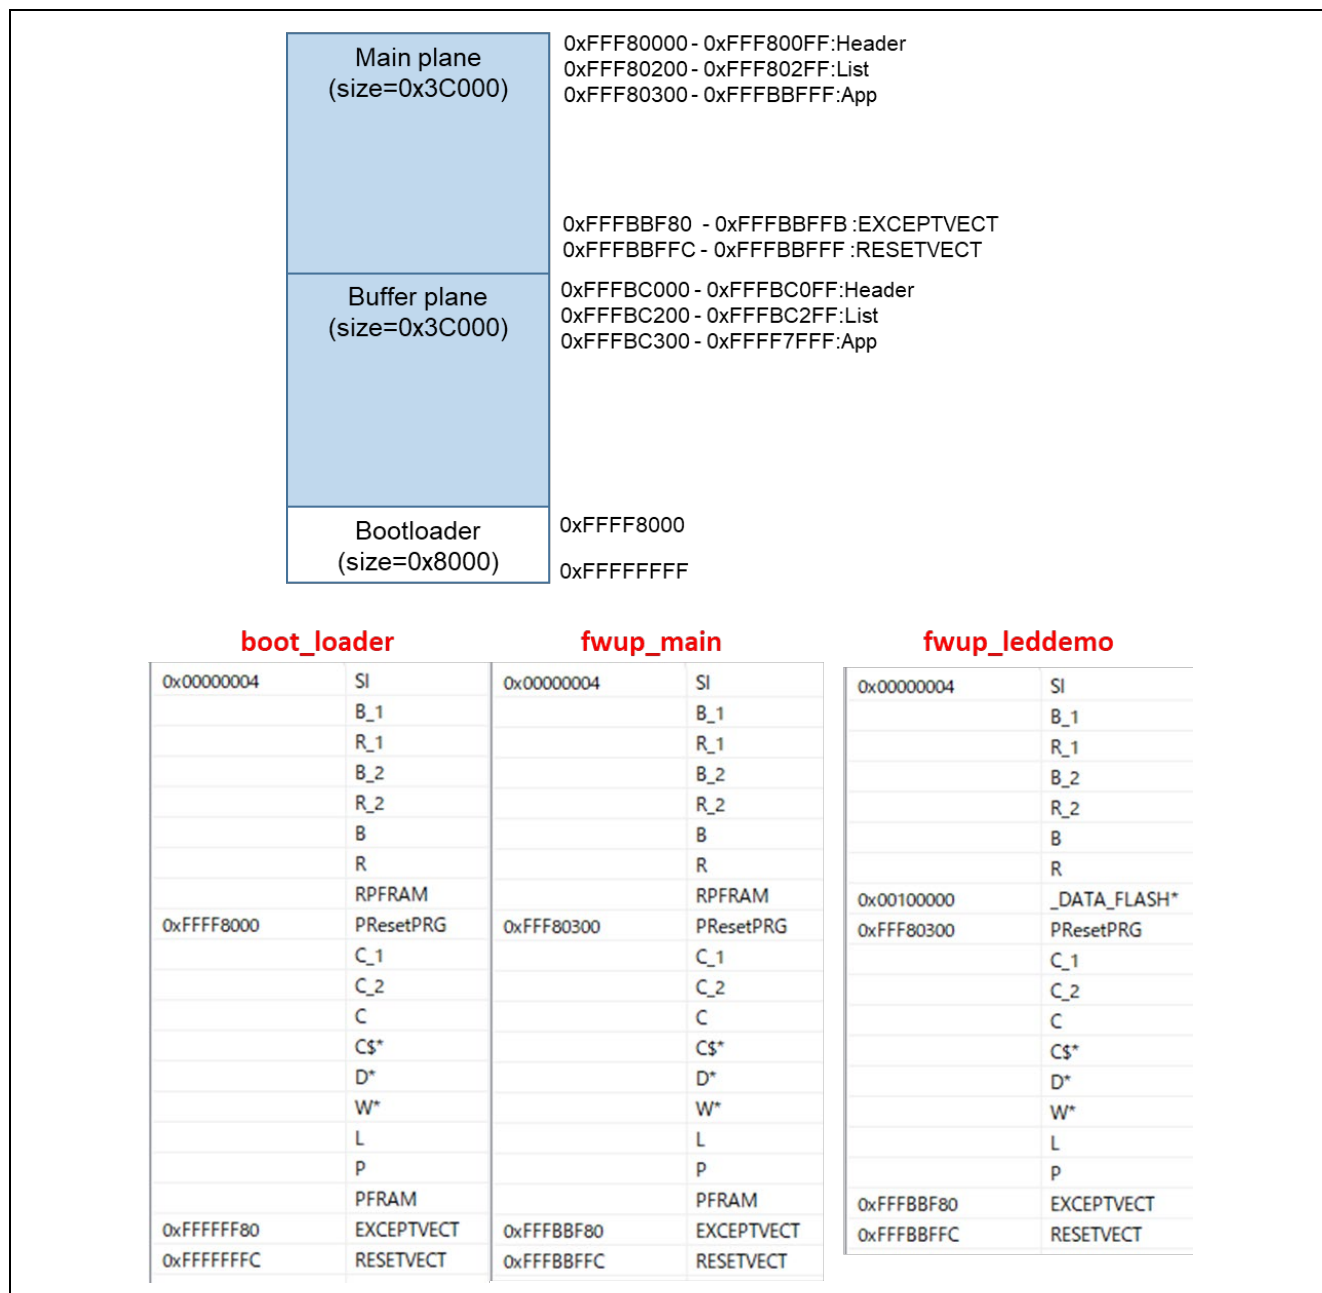 Main plane
(size=0x3C000)
0xFFF80000 - 0xFFF800FF:Header
0xFFF80200 - 0xFFF802FF:List
0xFFF80300 - 0xFFFBBFFF:App
0xFFFBBF80 - 0xFFFBBFFB :EXCEPTVECT
0xFFFBBFFC - 0xFFFBBFFF :RESETVECT
Buffer plane
(size=0x3C000)
0xFFFBC000 - 0xFFFBC0FF:Header
0xFFFBC200 - 0xFFFBC2FF:List
0xFFFBC300 - 0xFFFF7FFF:App
Bootloader
(size=0x8000)
0xFFFF8000
0xFFFFFFFF
boot_loader
0x00000004 SI
B_1
R_1
B_2
R_2
B
R
RPFRAM
0xFFFF8000 PResetPRG
C_1
C_2
C
C$*
D*
W*
L
P
PFRAM
0xFFFFFF80 EXCEPTVECT
0xFFFFFFFC RESETVECT
fwup_main
0x00000004 SI
B_1
R_1
B_2
R_2
B
R
RPFRAM
0xFFF80300 PResetPRG
C_1
C_2
C
C$*
D*
W*
L
P
PFRAM
0xFFFBBF80 EXCEPTVECT
0xFFFBBFFC RESETVECT
fwup_leddemo
0x00000004 SI
B_1
R_1
B_2
R_2
B
R
0x00100000 _DATA_FLASH*
0xFFF80300 PResetPRG
C_1
C_2
C
C$*
D*
W*
L
P
0xFFFBBF80 EXCEPTVECT
0xFFFBBFFC RESETVECT